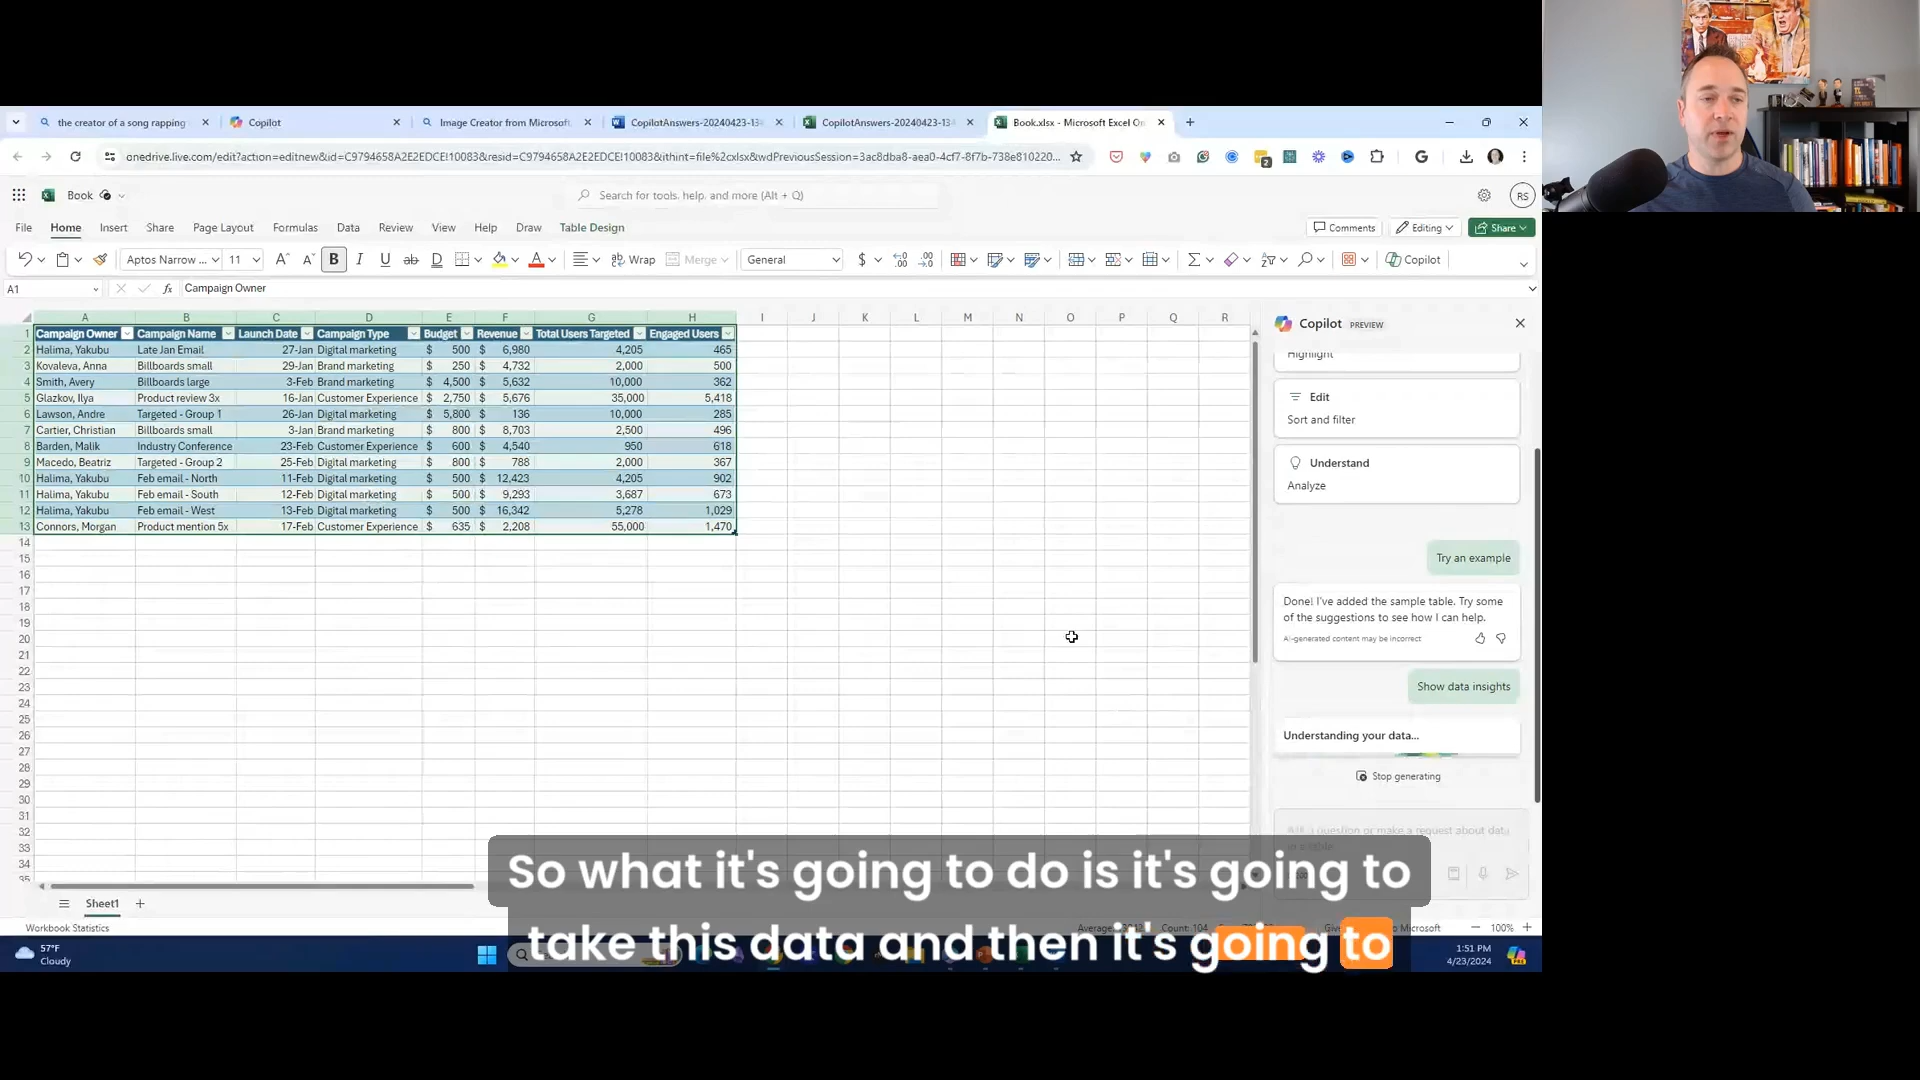 the creator of a song rapping
Copilot
Image Creator from Microsoft
CopilotAnswers-20240423-13
CopilotAnswers-20240423-13
Book.xlsx - Microsoft Excel On
onedrive.live.com/edit?action=editnew&id=C9794658A2E2EDCE!10083&resid=C9794658A2E2EDCE!10083&ithint=file%2cxlsx&wdPreviousSession=3ac8dba8-aea0-4cf7-8f7b-738e810220...
Book
Search for tools, help, and more (Alt + Q)
RS
File Home Insert Share Page Layout Formulas Data Review View Help Draw Table Design
Comments Editing Share
Aptos Narrow ... 11 B I U ab D A Wrap Merge General $ Copilot
A1 fx Campaign Owner
A B C D E F G H I J K L M N O P Q R
1 Campaign Owner Campaign Name Launch Date Campaign Type Budget Revenue Total Users Targeted Engaged Users
2 Halima, Yakubu Late Jan Email 27-Jan Digital marketing $ 500 $ 6,980 4,205 465
3 Kovaleva, Anna Billboards small 29-Jan Brand marketing $ 250 $ 4,732 2,000 500
4 Smith, Avery Billboards large 3-Feb Brand marketing $ 4,500 $ 5,632 10,000 362
5 Glazkov, Ilya Product review 3x 16-Jan Customer Experience $ 2,750 $ 5,676 35,000 5,418
6 Lawson, Andre Targeted - Group 1 26-Jan Digital marketing $ 5,800 $ 136 10,000 285
7 Cartier, Christian Billboards small 3-Jan Brand marketing $ 800 $ 8,703 2,500 496
8 Barden, Malik Industry Conference 23-Feb Customer Experience $ 600 $ 4,540 950 618
9 Macedo, Beatriz Targeted - Group 2 25-Feb Digital marketing $ 800 $ 788 2,000 367
10 Halima, Yakubu Feb email - North 11-Feb Digital marketing $ 500 $ 12,423 4,205 902
11 Halima, Yakubu Feb email - South 12-Feb Digital marketing $ 500 $ 9,293 3,687 673
12 Halima, Yakubu Feb email - West 13-Feb Digital marketing $ 500 $ 16,342 5,278 1,029
13 Connors, Morgan Product mention 5x 17-Feb Customer Experience $ 635 $ 2,208 55,000 1,470
14
15
16
17
18
19
20
21
22
23
24
25
26
27
28
29
30
31
32
33
34
35
Copilot PREVIEW
Highlight
Edit
Sort and filter
Understand
Analyze
Try an example
Done! I've added the sample table. Try some
of the suggestions to see how I can help.
AI-generated content may be incorrect
Show data insights
Understanding your data...
Stop generating
question or make a request about data
So what it's going to do is it's going to
take this data and then it's going to
Sheet1
Workbook Statistics
Count: 104
Microsoft
100%
57°F
Cloudy
1:51 PM
4/23/2024